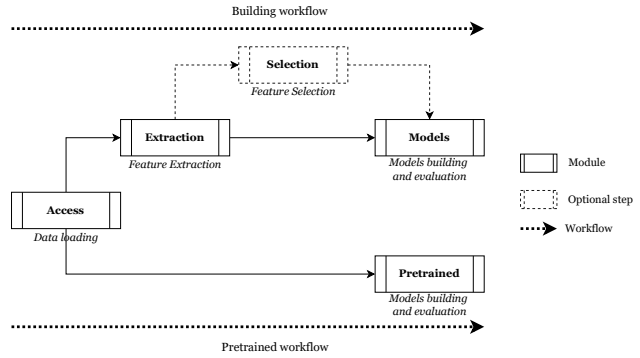 Building workflow
Selection
Feature Selection
Extraction
Feature Extraction
Models
Models building
and evaluation
Module
Access
Data loading
Optional step
Workflow
Pretrained
Models building
and evaluation
Pretrained workflow